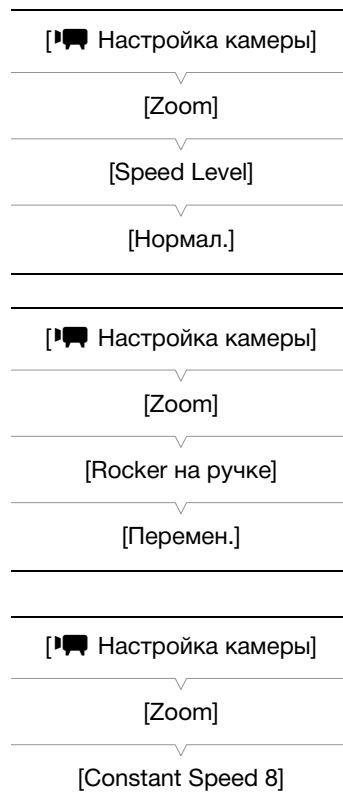 [Настройка камеры]
[Zoom]
[Speed Level]
[Нормал.]
[Настройка камеры]
[Zoom]
[Rocker на ручке]
[Перемен.]
[Настройка камеры]
[Zoom]
[Constant Speed 8]